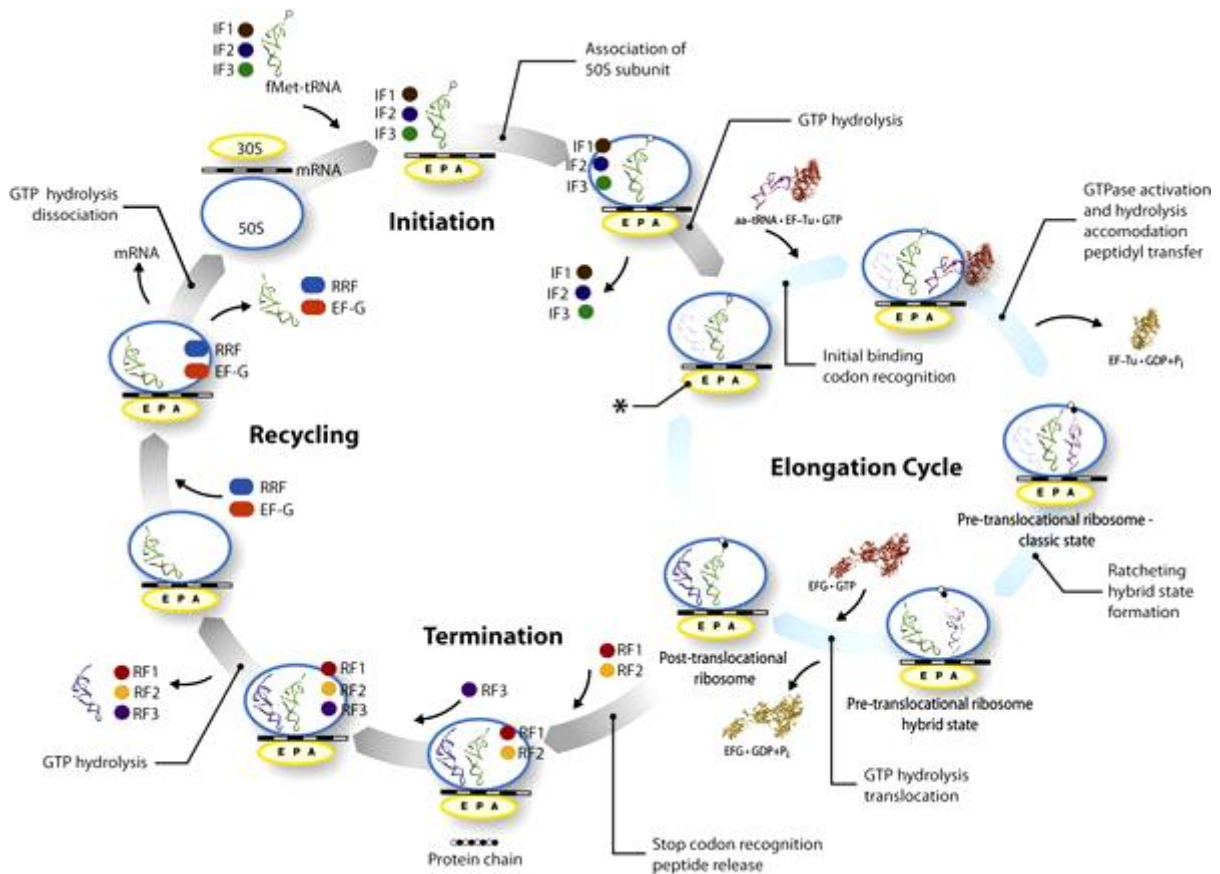 IF1
IF2
IF3
fMet-tRNA
IF1
IF2
IF3
E P A
Association of
50S subunit
IF1
IF2
IF3
E P A
GTP hydrolysis
30S
mRNA
50S
Initiation
GTP hydrolysis
dissociation
mRNA
RRF
EF-G
RRF
EF-G
E P A
IF1
IF2
IF3
aa-tRNA • EF-Tu • GTP
E P A
GTPase activation
and hydrolysis
accomodation
peptidyl transfer
EF-Tu • GDP+Pi
Initial binding
codon recognition
E P A
*
Recycling
Elongation Cycle
E P A
Pre-translocational ribosome -
classic state
Ratcheting
hybrid state
formation
RRF
EF-G
E P A
EFG • GTP
E P A
Pre-translocational ribosome
hybrid state
E P A
Post-translocational
ribosome
EFG • GDP+Pi
GTP hydrolysis
translocation
Termination
RF1
RF2
Stop codon recognition
peptide release
RF1
RF2
E P A
Protein chain
RF3
RF1
RF2
RF3
E P A
RF1
RF2
RF3
GTP hydrolysis